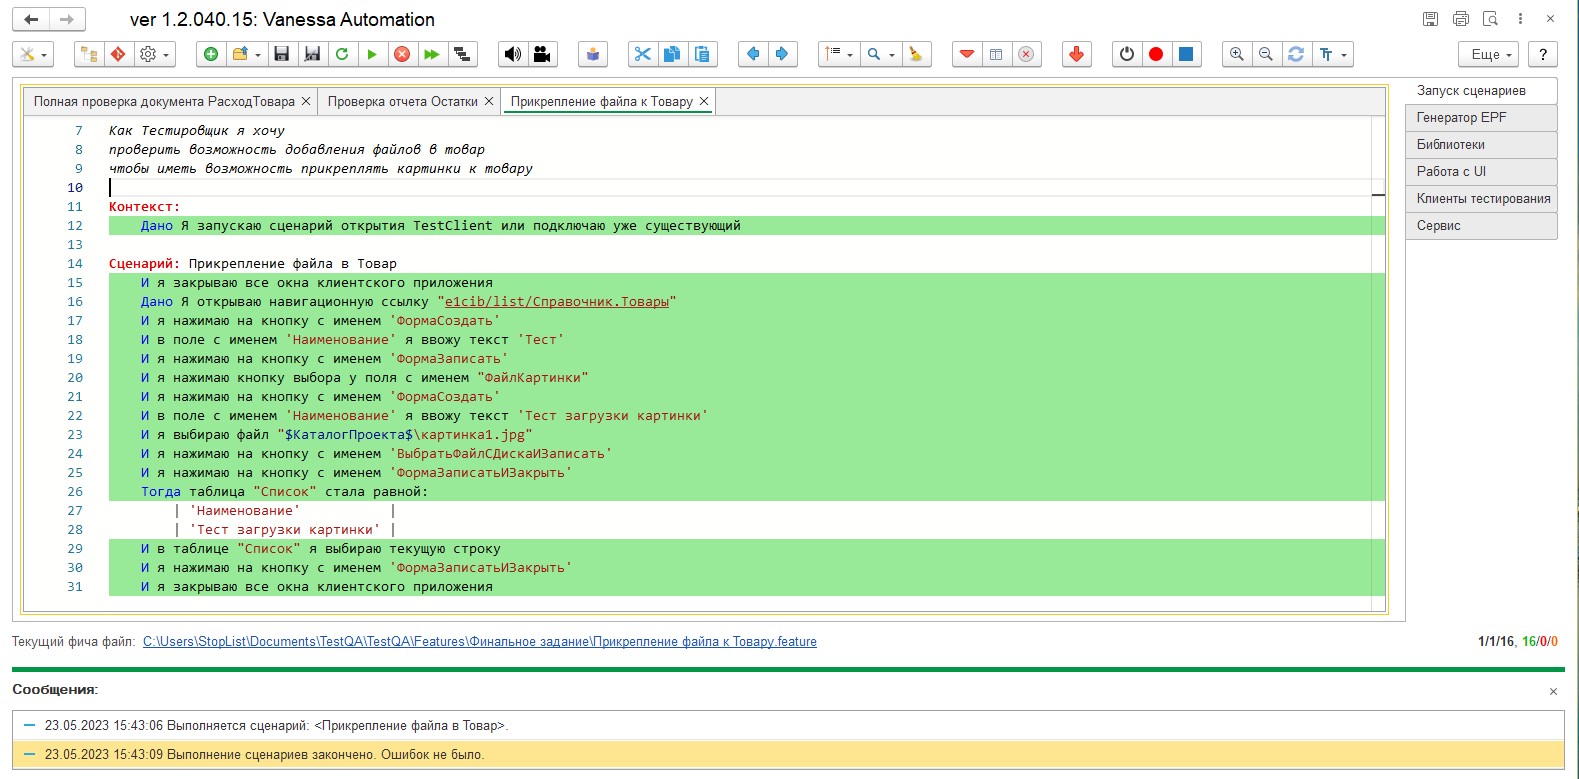 ver 1.2.040.15: Vanessa Automation
Еще
?
Полная проверка документа РасходТовара
Проверка отчета Остатки
Прикрепление файла к Товару
7 Как Тестировщик я хочу
8 проверить возможность добавления файлов в товар
9 чтобы иметь возможность прикреплять картинки к товару
10
11 Контекст:
12 Дано Я запускаю сценарий открытия TestClient или подключаю уже существующий
13
14 Сценарий: Прикрепление файла в Товар
15 И я закрываю все окна клиентского приложения
16 Дано Я открываю навигационную ссылку "e1cib/list/Справочник.Товары"
17 И я нажимаю на кнопку с именем 'ФормаСоздать'
18 И в поле с именем 'Наименование' я ввожу текст 'Тест'
19 И я нажимаю на кнопку с именем 'ФормаЗаписать'
20 И я нажимаю кнопку выбора у поля с именем "ФайлКартинки"
21 И я нажимаю на кнопку с именем 'ФормаСоздать'
22 И в поле с именем 'Наименование' я ввожу текст 'Тест загрузки картинки'
23 И я выбираю файл "$КаталогПроекта$\картинка1.jpg"
24 И я нажимаю на кнопку с именем 'ВыбратьФайлСДискаИЗаписать'
25 И я нажимаю на кнопку с именем 'ФормаЗаписатьИЗакрыть'
26 Тогда таблица "Список" стала равной:
27 | 'Наименование' |
28 | 'Тест загрузки картинки' |
29 И в таблице "Список" я выбираю текущую строку
30 И я нажимаю на кнопку с именем 'ФормаЗаписатьИЗакрыть'
31 И я закрываю все окна клиентского приложения
Запуск сценариев
Генератор EPF
Библиотеки
Работа с UI
Клиенты тестирования
Сервис
Текущий фича файл: C:\Users\StopList\Documents\TestQA\TestQA\Features\Финальное задание\Прикрепление файла к Товару.feature
1/1/16, 16/0/0
Сообщения:
23.05.2023 15:43:06 Выполняется сценарий: <Прикрепление файла в Товар>.
23.05.2023 15:43:09 Выполнение сценариев закончено. Ошибок не было.